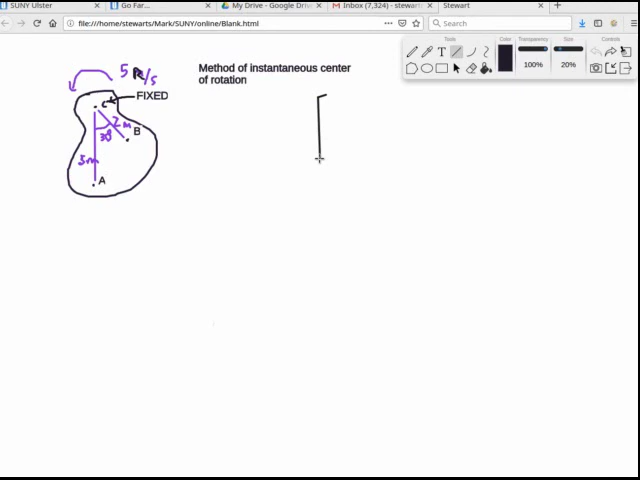 SUNY Ulster
Go Far...
My Drive - Google Drive
Inbox (7,324) - stewarts
Stewart
file:///home/stewarts/Mark/SUNY/online/Blank.html
Search
Tools
Color
Transparency
Size
Controls
T
100%
20%
Method of instantaneous center
of rotation
5 R/s
C
FIXED
2m
30°
B
5m
A